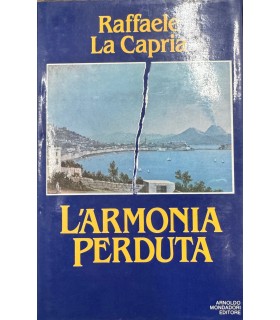 Raffaele
La Capria
L'ARMONIA
PERDUTA
ARNOLDO
MONDADORI
EDITORE